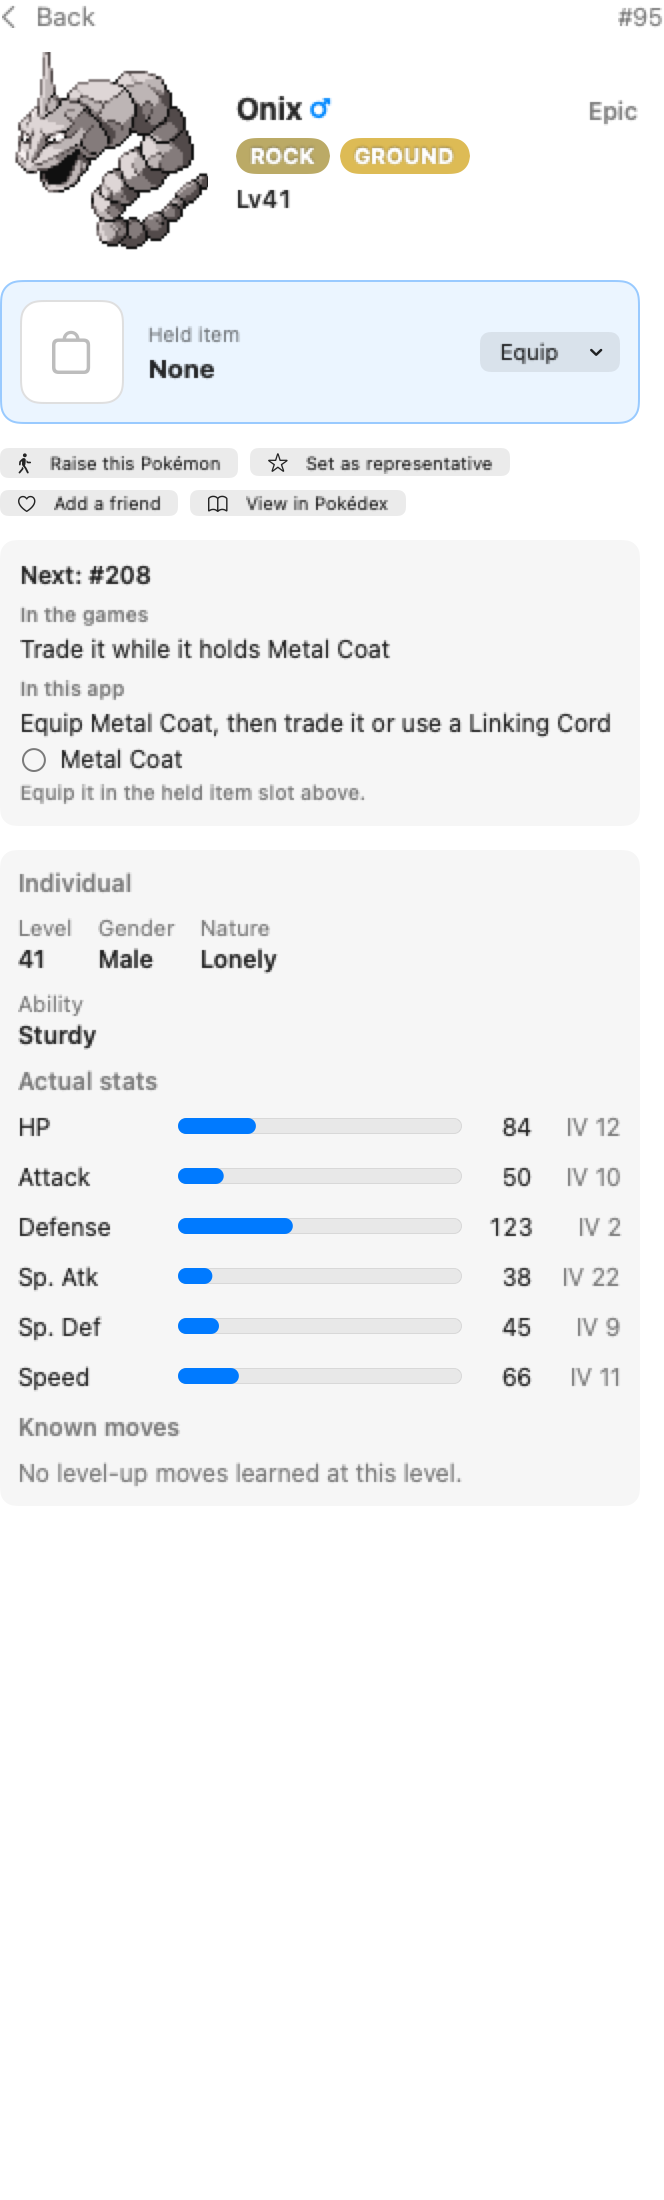 Back
#95
Onix ♂
Epic
ROCK GROUND
Lv41
Held item
None
Equip
Raise this Pokémon
Set as representative
Add a friend
View in Pokédex
Next: #208
In the games
Trade it while it holds Metal Coat
In this app
Equip Metal Coat, then trade it or use a Linking Cord
Metal Coat
Equip it in the held item slot above.
Individual
Level Gender Nature
41 Male Lonely
Ability
Sturdy
Actual stats
HP 84 IV 12
Attack 50 IV 10
Defense 123 IV 2
Sp. Atk 38 IV 22
Sp. Def 45 IV 9
Speed 66 IV 11
Known moves
No level-up moves learned at this level.